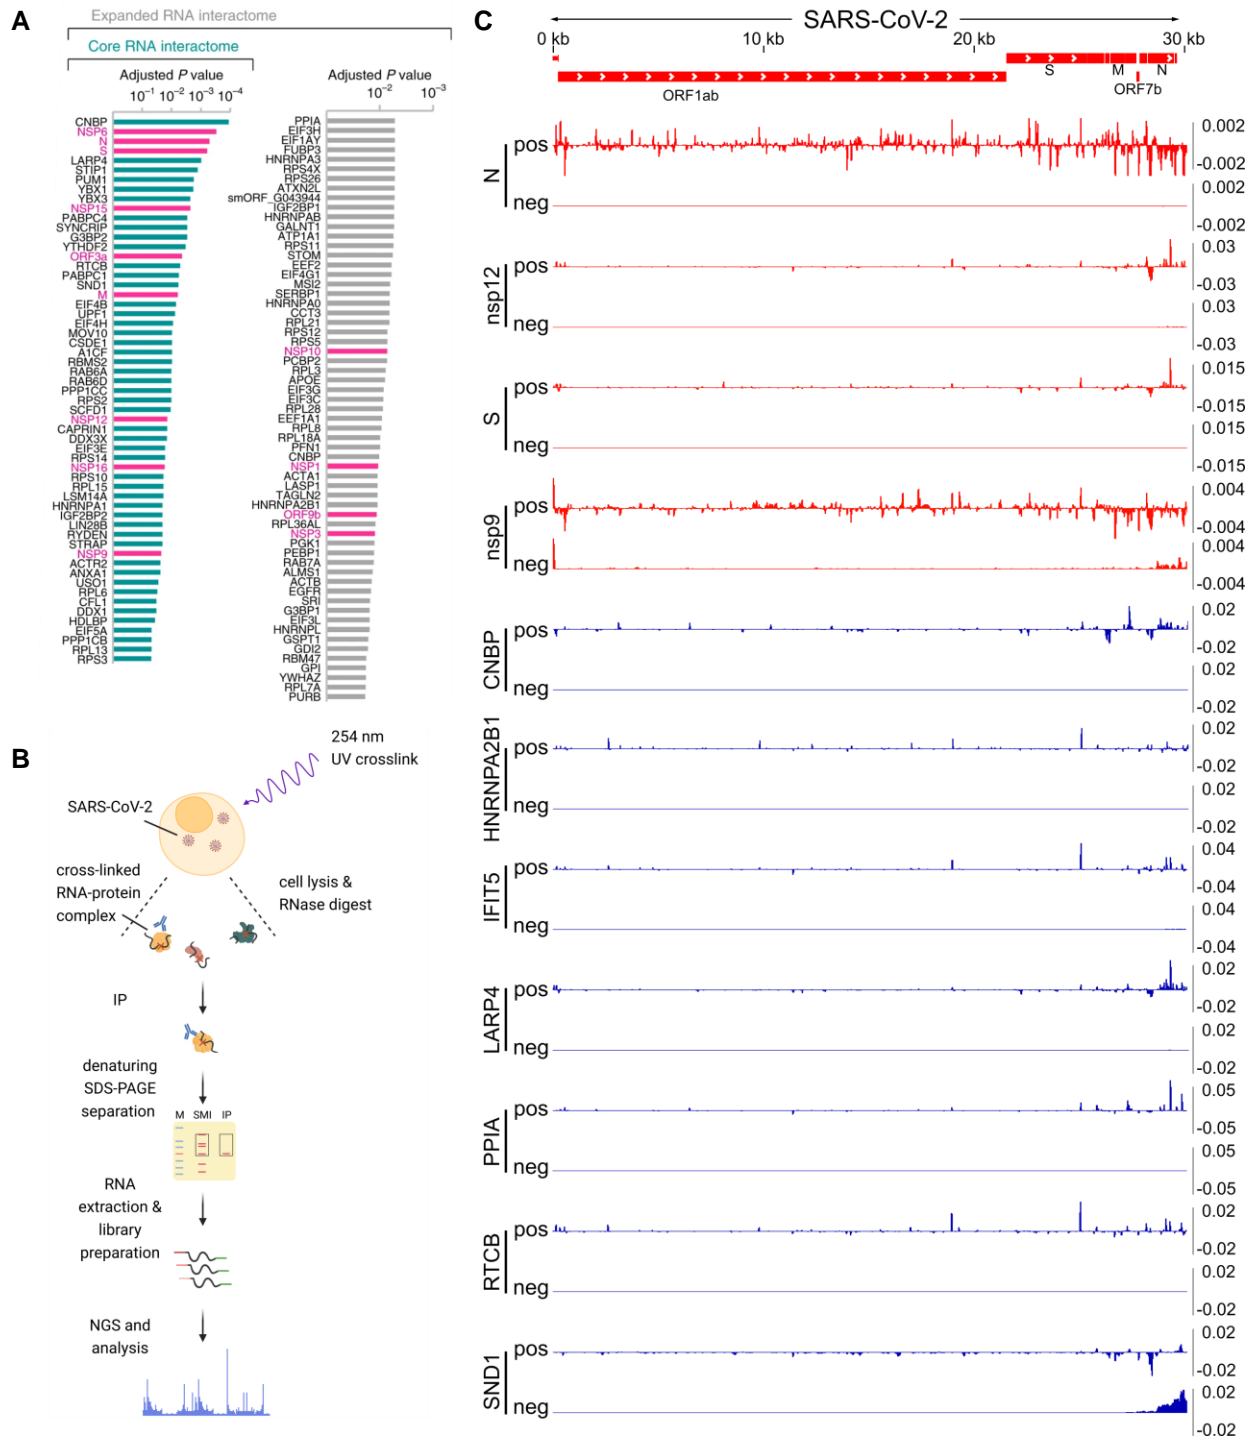 A
Expanded RNA interactome
Core RNA interactome
Adjusted P value
10⁻¹ 10⁻² 10⁻³ 10⁻⁴
CNBP
NSP6
N
S
LARP4
STIP1
PUM1
YBX1
YBX3
NSP15
PABPC4
SYNCRIP
G3BP2
YTHDF2
ORF3a
RTCB
PABPC1
SND1
M
EIF4B
UPF1
EIF4H
MOV10
CSDE1
A1CF
RBMS2
RAB6A
RAB6D
PPP1CC
RPS2
SCFD1
NSP12
CAPRIN1
DDX3X
EIF3E
RPS14
NSP16
RPS10
RPL15
LSM14A
HNRNPA1
IGF2BP2
LIN28B
RYDEN
STRAP
NSP9
ACTR2
ANXA1
USO1
RPL6
CFL1
DDX1
HDLBP
EIF5A
PPP1CB
RPL13
RPS3
Adjusted P value
10⁻² 10⁻³
PPIA
EIF3H
EIF1AY
FUBP3
HNRNPA3
RPS4X
RPS26
ATXN2L
smORF_G043944
IGF2BP1
HNRNPAB
GALNT1
ATP1A1
RPS11
STOM
EEF2
EIF4G1
MSI2
SERBP1
HNRNPA0
CCT3
RPL21
RPS12
RPS5
NSP10
PCBP2
RPL3
APOE
EIF3G
EIF3C
RPL28
EEF1A1
RPL8
RPL18A
PFN1
CNBP
NSP1
ACTA1
LASP1
TAGLN2
HNRNPA2B1
ORF9b
RPL36AL
NSP3
PGK1
PEBP1
RAB7A
ALMS1
ACTB
EGFR
SRI
G3BP1
EIF3L
HNRNPL
GSPT1
GDI2
RBM47
GPI
YWHAZ
RPL7A
PURB
B
254 nm
UV crosslink
SARS-CoV-2
cross-linked
RNA-protein
complex
cell lysis &
RNase digest
IP
denaturing
SDS-PAGE
separation
M SMI IP
RNA
extraction &
library
preparation
NGS and
analysis
C
SARS-CoV-2
0 kb 10 kb 20 kb 30 kb
S M N
ORF1ab ORF7b
N
pos 0.002
-0.002
neg 0.002
-0.002
nsp12
pos 0.03
-0.03
neg 0.03
-0.03
S
pos 0.015
-0.015
neg 0.015
-0.015
nsp9
pos 0.004
-0.004
neg 0.004
-0.004
CNBP
pos 0.02
-0.02
neg 0.02
-0.02
HNRNPA2B1
pos 0.02
-0.02
neg 0.02
-0.02
IFIT5
pos 0.04
-0.04
neg 0.04
-0.04
LARP4
pos 0.02
-0.02
neg 0.02
-0.02
PPIA
pos 0.05
-0.05
neg 0.05
-0.05
RTCB
pos 0.02
-0.02
neg 0.02
-0.02
SND1
pos 0.02
-0.02
neg 0.02
-0.02